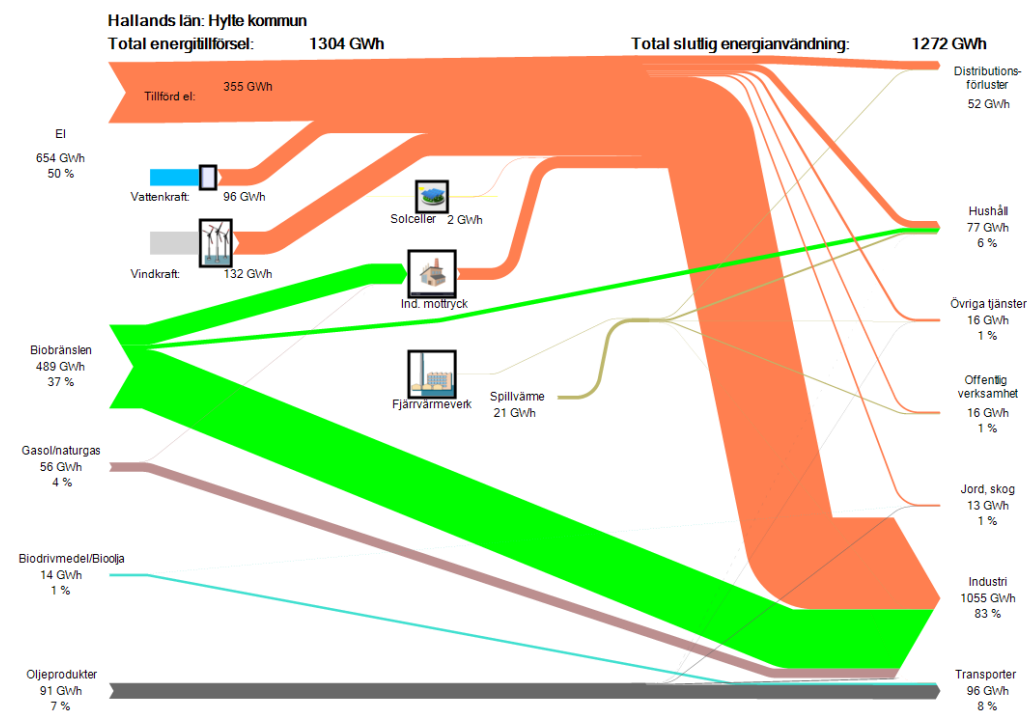 Hallands län: Hylte kommun
Total energitillförsel: 1304 GWh
Total slutlig energianvändning: 1272 GWh
Tillförd el: 355 GWh
El
654 GWh
50 %
Vattenkraft: 96 GWh
Vindkraft: 132 GWh
Solceller 2 GWh
Ind. mottryck
Fjärrvärmeverk
Spillvärme
21 GWh
Biobränslen
489 GWh
37 %
Gasol/naturgas
56 GWh
4 %
Biodrivmedel/Bioolja
14 GWh
1 %
Oljeprodukter
91 GWh
7 %
Distributions-
förluster
52 GWh
Hushåll
77 GWh
6 %
Övriga tjänster
16 GWh
1 %
Offentlig
verksamhet
16 GWh
1 %
Jord, skog
13 GWh
1 %
Industri
1055 GWh
83 %
Transporter
96 GWh
8 %